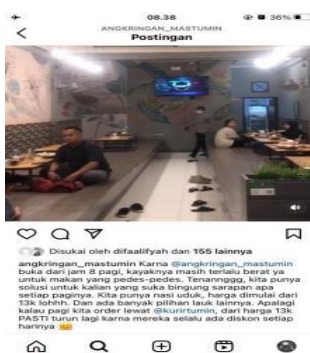 08.38
36%
ANGKRINGAN_MASTUMIN
Postingan
Disukai oleh difaalifyah dan 155 lainnya
angkringan_mastumin Karna @angkringan_mastumin
buka dari jam 8 pagi, kayaknya masih terlalu berat ya
untuk makan yang pedes-pedes. Tenannggg, kita punya
solusi untuk kalian yang suka bingung sarapan apa
setiap paginya. Kita punya nasi uduk, harga dimulai dari
13k lohhh. Dan ada banyak pilihan lauk lainnya. Apalagi
kalau pagi kita order lewat @kurirtumin, dari harga 13k
PASTI turun lagi karna mereka selalu ada diskon setiap
harinya